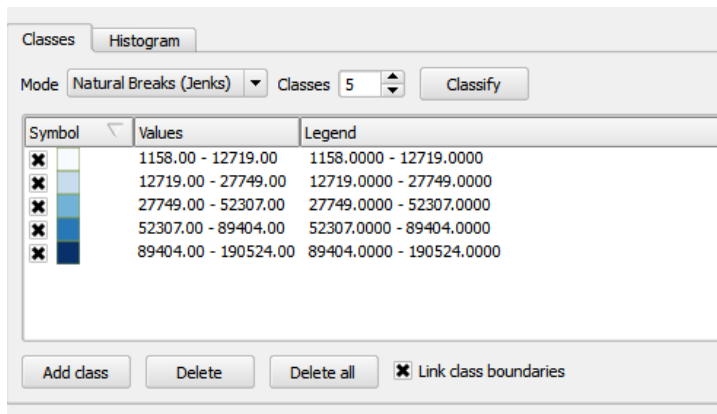 Classes Histogram
Mode Natural Breaks (Jenks) Classes 5 Classify
Symbol Values Legend
1158.00 - 12719.00 1158.0000 - 12719.0000
12719.00 - 27749.00 12719.0000 - 27749.0000
27749.00 - 52307.00 27749.0000 - 52307.0000
52307.00 - 89404.00 52307.0000 - 89404.0000
89404.00 - 190524.00 89404.0000 - 190524.0000
Add class Delete Delete all Link class boundaries